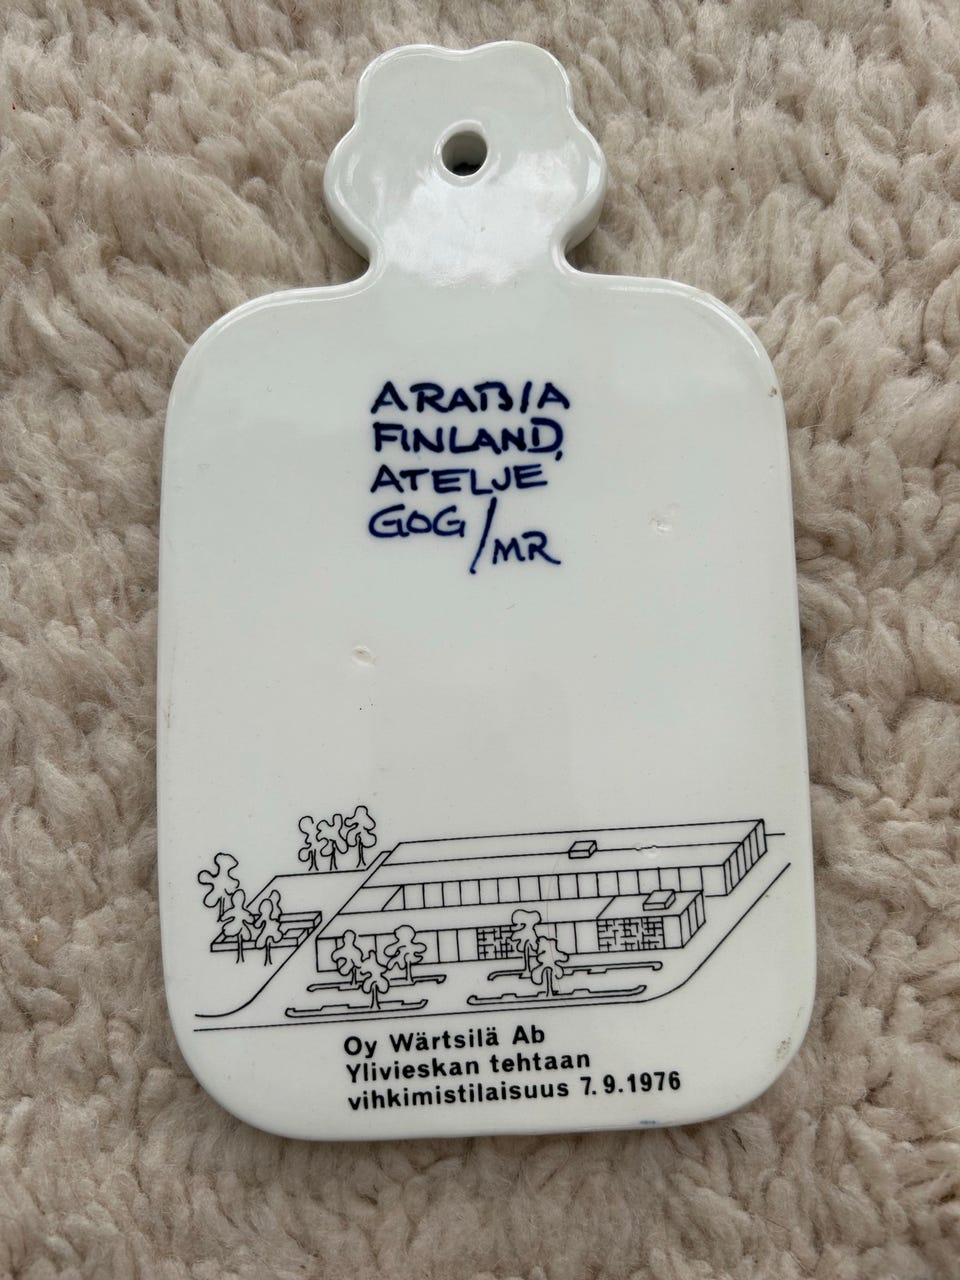 ARABIA
FINLAND,
ATELJE
GOG/MR
Oy Wärtsilä Ab
Ylivieskan tehtaan
vihkimistilaisuus 7.9.1976